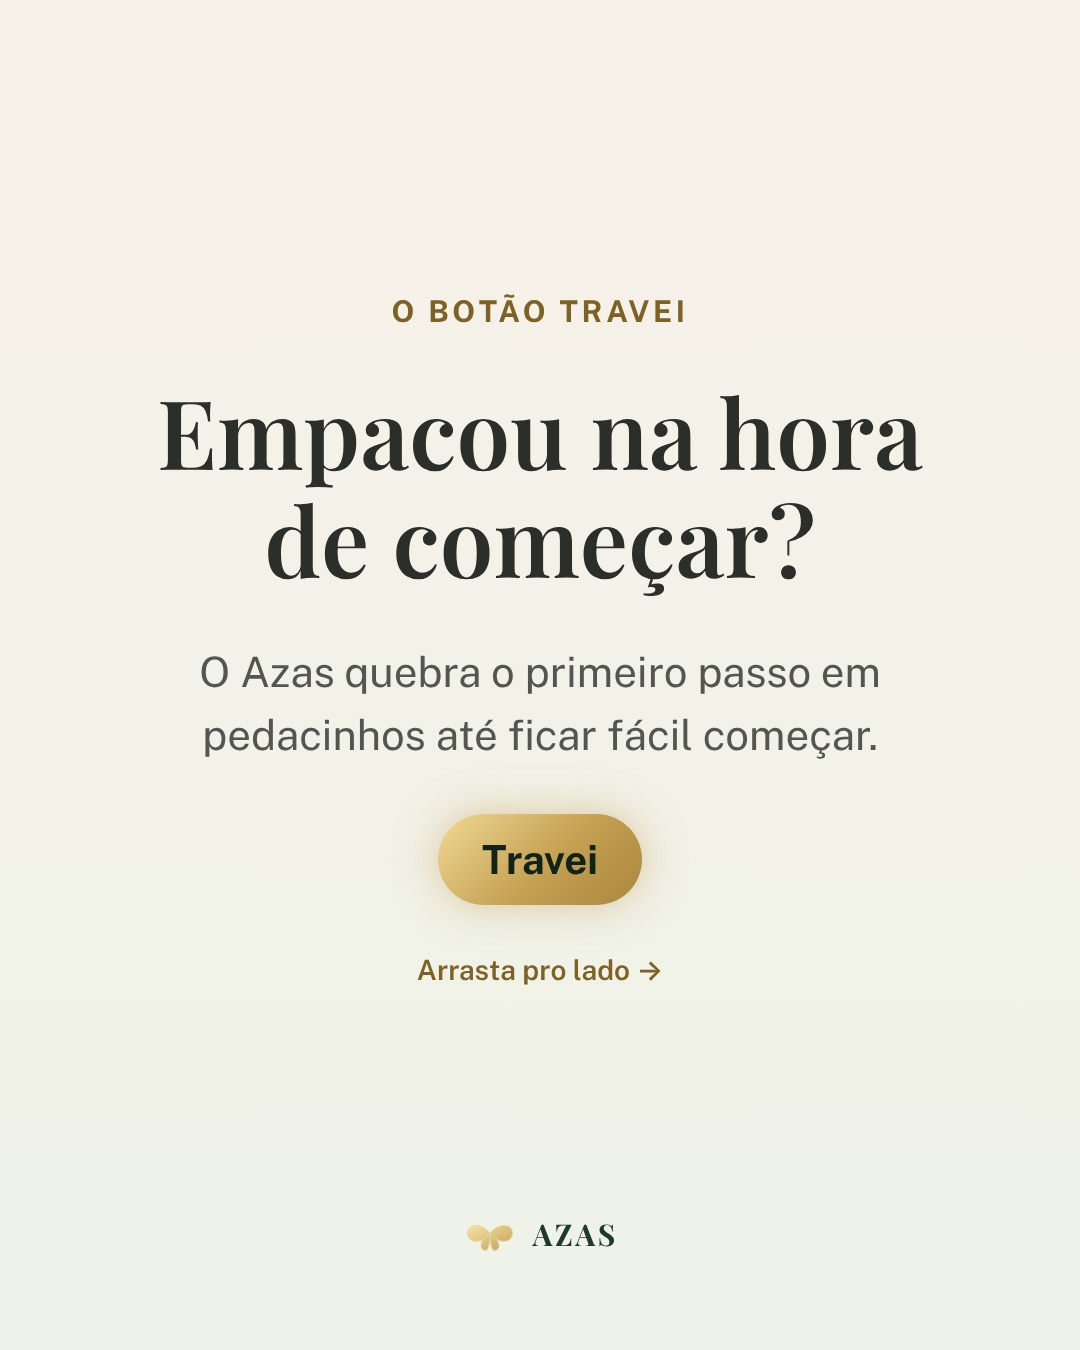 O BOTÃO TRAVEI
Empacou na hora
de começar?
O Azas quebra o primeiro passo em
pedacinhos até ficar fácil começar.
Travei
Arrasta pro lado →
AZAS